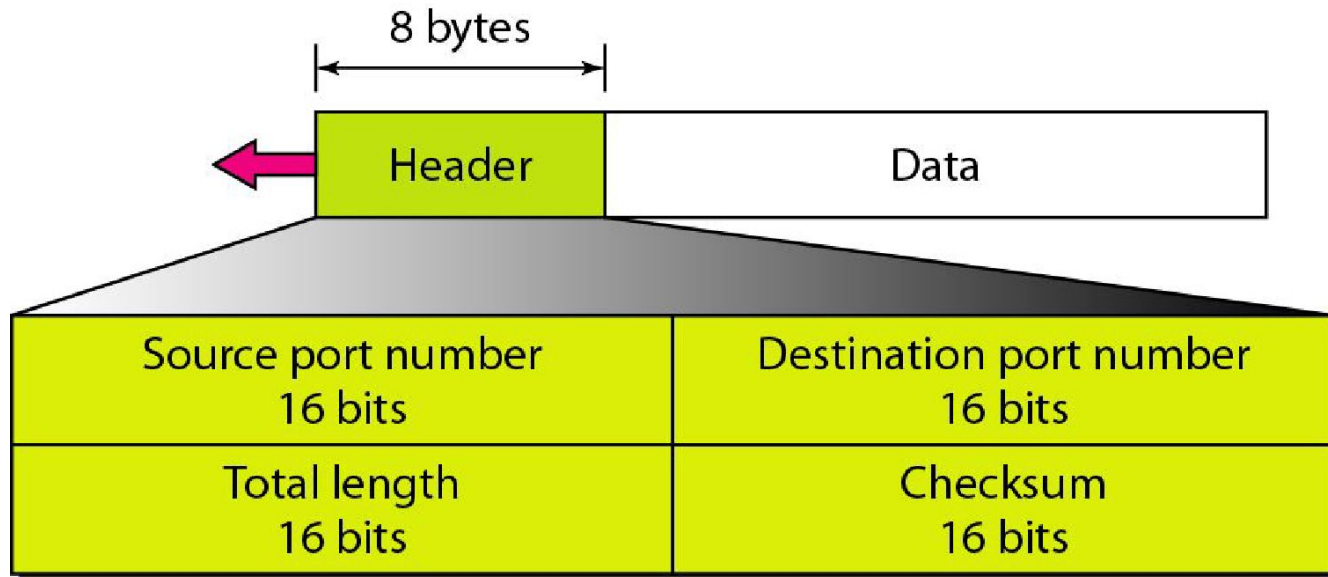 8 bytes
Header
Data
Source port number
16 bits
Destination port number
16 bits
Total length
16 bits
Checksum
16 bits